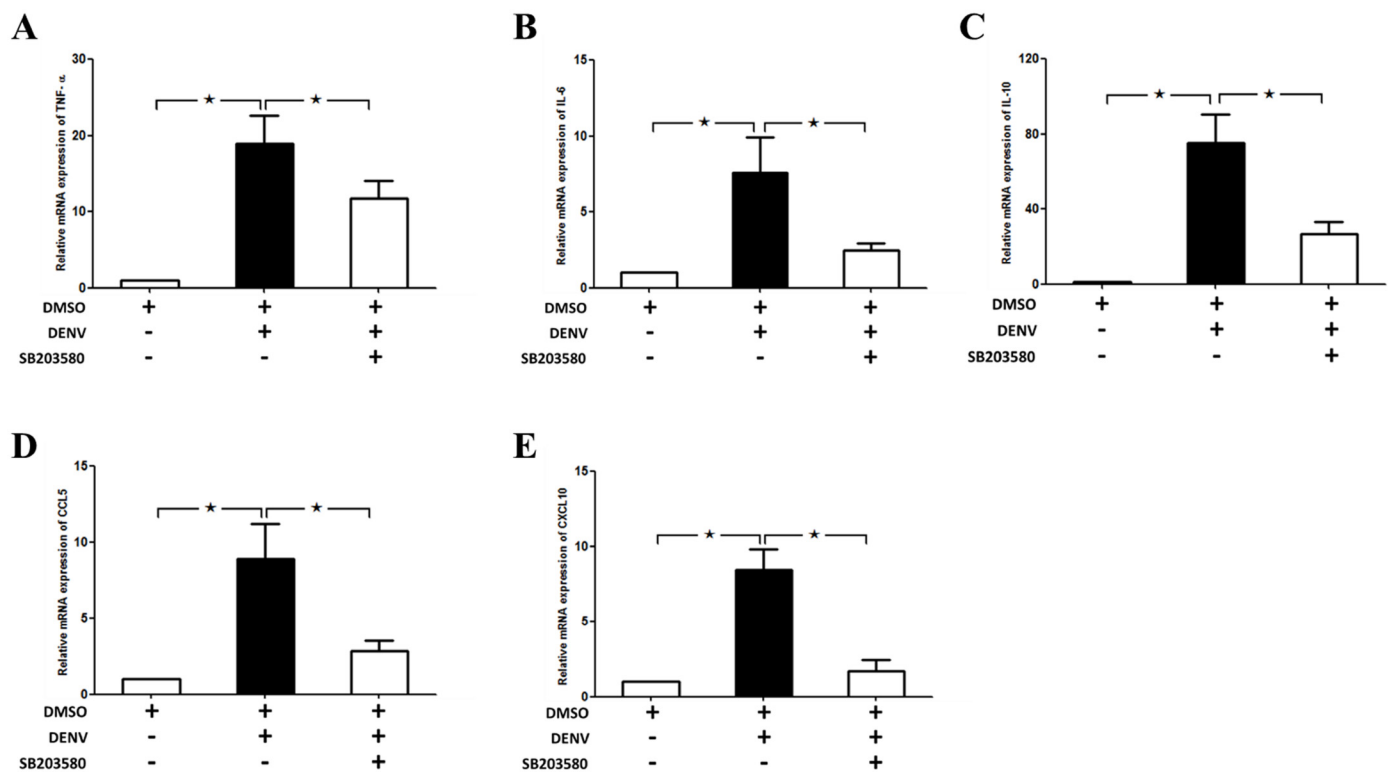 A
Relative mRNA expression of TNF- α
30
20
10
0
★ ★
DMSO + + +
DENV - + +
SB203580 - - +
B
Relative mRNA expression of IL-6
15
10
5
0
★ ★
DMSO + + +
DENV - + +
SB203580 - - +
C
Relative mRNA expression of IL-10
120
80
40
0
★ ★
DMSO + + +
DENV - + +
SB203580 - - +
D
Relative mRNA expression of CCL5
15
10
5
0
★ ★
DMSO + + +
DENV - + +
SB203580 - - +
E
Relative mRNA expression of CXCL10
15
10
5
0
★ ★
DMSO + + +
DENV - + +
SB203580 - - +